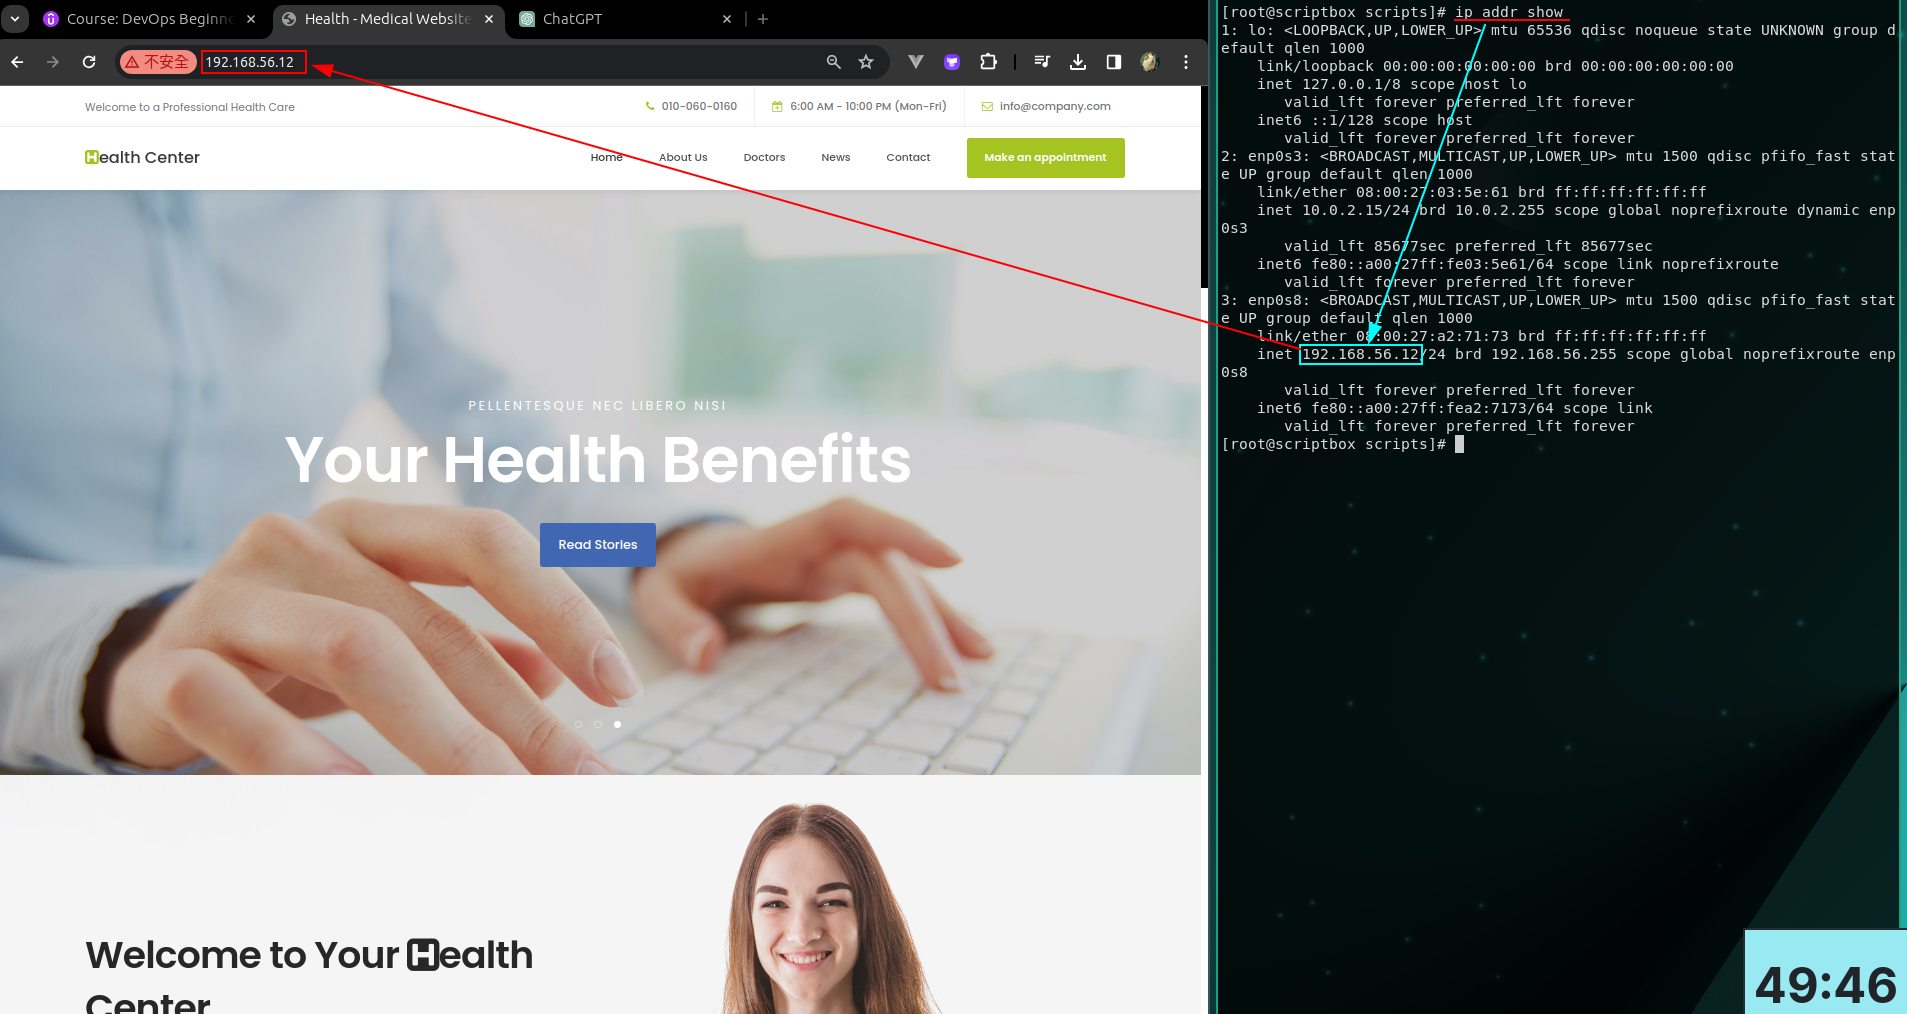 Course: DevOps Beginne
Health - Medical Website
ChatGPT
不安全
192.168.56.12
Welcome to a Professional Health Care
010-060-0160
6:00 AM - 10:00 PM (Mon-Fri)
info@company.com
Health Center
Home
About Us
Doctors
News
Contact
Make an appointment
PELLENTESQUE NEC LIBERO NISI
Your Health Benefits
Read Stories
Welcome to Your Health
Center
[root@scriptbox scripts]# ip addr show
1: lo: <LOOPBACK,UP,LOWER_UP> mtu 65536 qdisc noqueue state UNKNOWN group d
efault qlen 1000
    link/loopback 00:00:00:00:00:00 brd 00:00:00:00:00:00
    inet 127.0.0.1/8 scope host lo
       valid_lft forever preferred_lft forever
    inet6 ::1/128 scope host
       valid_lft forever preferred_lft forever
2: enp0s3: <BROADCAST,MULTICAST,UP,LOWER_UP> mtu 1500 qdisc pfifo_fast stat
e UP group default qlen 1000
    link/ether 08:00:27:03:5e:61 brd ff:ff:ff:ff:ff:ff
    inet 10.0.2.15/24 brd 10.0.2.255 scope global noprefixroute dynamic enp
0s3
       valid_lft 85677sec preferred_lft 85677sec
    inet6 fe80::a00:27ff:fe03:5e61/64 scope link noprefixroute
       valid_lft forever preferred_lft forever
3: enp0s8: <BROADCAST,MULTICAST,UP,LOWER_UP> mtu 1500 qdisc pfifo_fast stat
e UP group default qlen 1000
    link/ether 08:00:27:a2:71:73 brd ff:ff:ff:ff:ff:ff
    inet 192.168.56.12/24 brd 192.168.56.255 scope global noprefixroute enp
0s8
       valid_lft forever preferred_lft forever
    inet6 fe80::a00:27ff:fea2:7173/64 scope link
       valid_lft forever preferred_lft forever
[root@scriptbox scripts]#
49:46